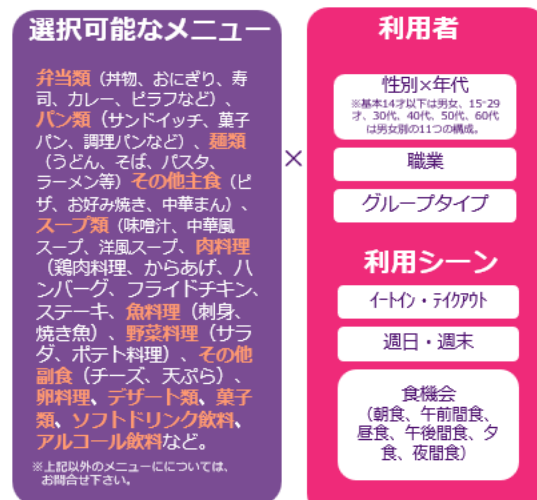 選択可能なメニュー
弁当類（丼物、おにぎり、寿
司、カレー、ピラフなど）、
パン類（サンドイッチ、菓子
パン、調理パンなど）、麺類
（うどん、そば、パスタ、
ラーメン等）その他主食（ピ
ザ、お好み焼き、中華まん）、
スープ類（味噌汁、中華風
スープ、洋風スープ、肉料理
（鶏肉料理、からあげ、ハ
ンバーグ、フライドチキン、
ステーキ、魚料理（刺身、
焼き魚）、野菜料理（サラ
ダ、ポテト料理）、その他
副食（チーズ、天ぷら）、
卵料理、デザート類、菓子
類、ソフトドリンク飲料、
アルコール飲料など。
※上記以外のメニューにについては、
お問合せ下さい。
×
利用者
性別×年代
※基本14才以下は男女、15-29
才、30代、40代、50代、60代
は男女別の11つの構成。
職業
グループタイプ
利用シーン
イートイン・テイクアウト
週日・週末
食機会
（朝食、午前間食、
昼食、午後間食、夕
食、夜間食）